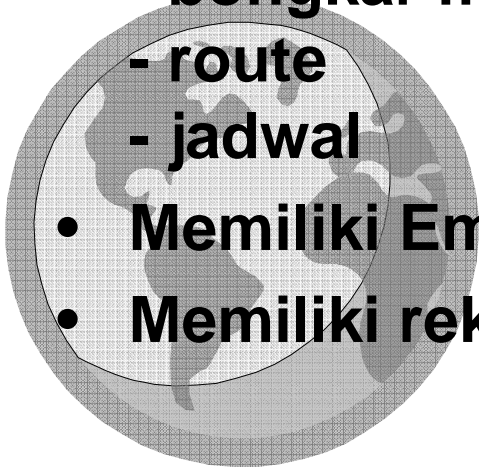 - route
- jadwal
• Memiliki Em
• Memiliki rek